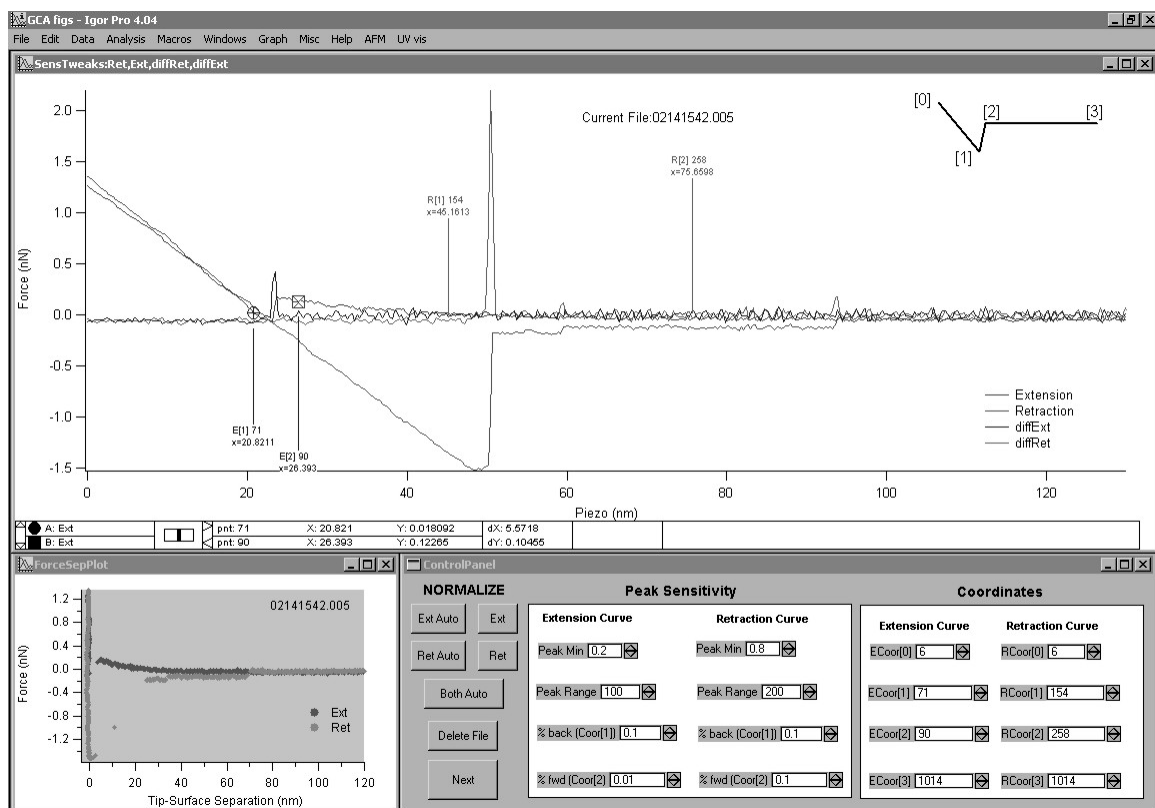 GCA figs - Igor Pro 4.04
File Edit Data Analysis Macros Windows Graph Misc Help AFM UV vis
SensTweaks:Ret,Ext,diffRet,diffExt
Current File:02141542.005
[0]
[2]
[3]
[1]
R[2] 258
x=75.6598
R[1] 154
x=45.1613
2.0
1.5
1.0
0.5
0.0
-0.5
-1.0
-1.5
Force (nN)
E[1] 71
x=20.8211
E[2] 90
x=26.393
Extension
Retraction
diffExt
diffRet
0 20 40 60 80 100 120
Piezo (nm)
A: Ext pnt: 71 X: 20.821 Y: 0.018092 dX: 5.5718
B: Ext pnt: 90 X: 26.393 Y: 0.12265 dY: 0.10455
ForceSepPlot
02141542.005
1.2
0.8
0.4
0.0
-0.4
-0.8
-1.2
Force (nN)
Ext
Ret
0 20 40 60 80 100 120
Tip-Surface Separation (nm)
ControlPanel
NORMALIZE
Ext Auto Ext
Ret Auto Ret
Both Auto
Delete File
Next
Peak Sensitivity
Extension Curve Retraction Curve
Peak Min 0.2 Peak Min 0.8
Peak Range 100 Peak Range 200
% back (Coor[1]) 0.1 % back (Coor[1]) 0.1
% fwd (Coor[2]) 0.01 % fwd (Coor[2]) 0.1
Coordinates
Extension Curve Retraction Curve
ECoor[0] 6 RCoor[0] 6
ECoor[1] 71 RCoor[1] 154
ECoor[2] 90 RCoor[2] 258
ECoor[3] 1014 RCoor[3] 1014